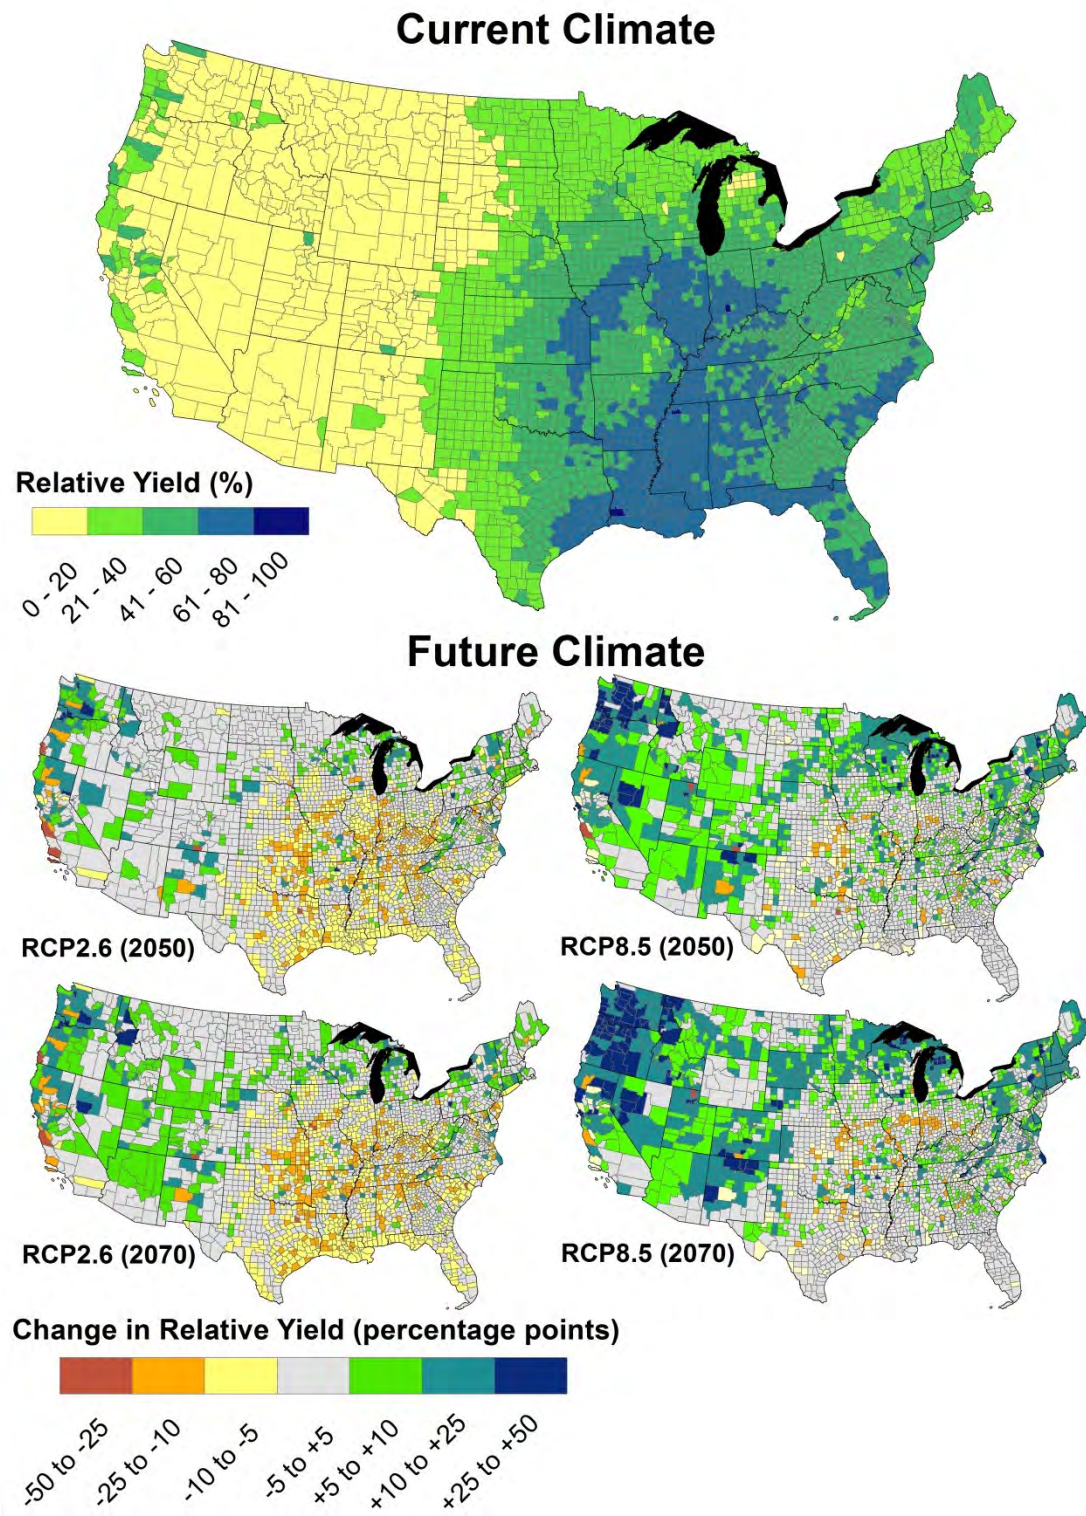 Current Climate
Relative Yield (%)
0 - 20
21 - 40
41 - 60
61 - 80
81 - 100
Future Climate
RCP2.6 (2050)
RCP8.5 (2050)
RCP2.6 (2070)
RCP8.5 (2070)
Change in Relative Yield (percentage points)
-50 to -25
-25 to -10
-10 to -5
-5 to +5
+5 to +10
+10 to +25
+25 to +50